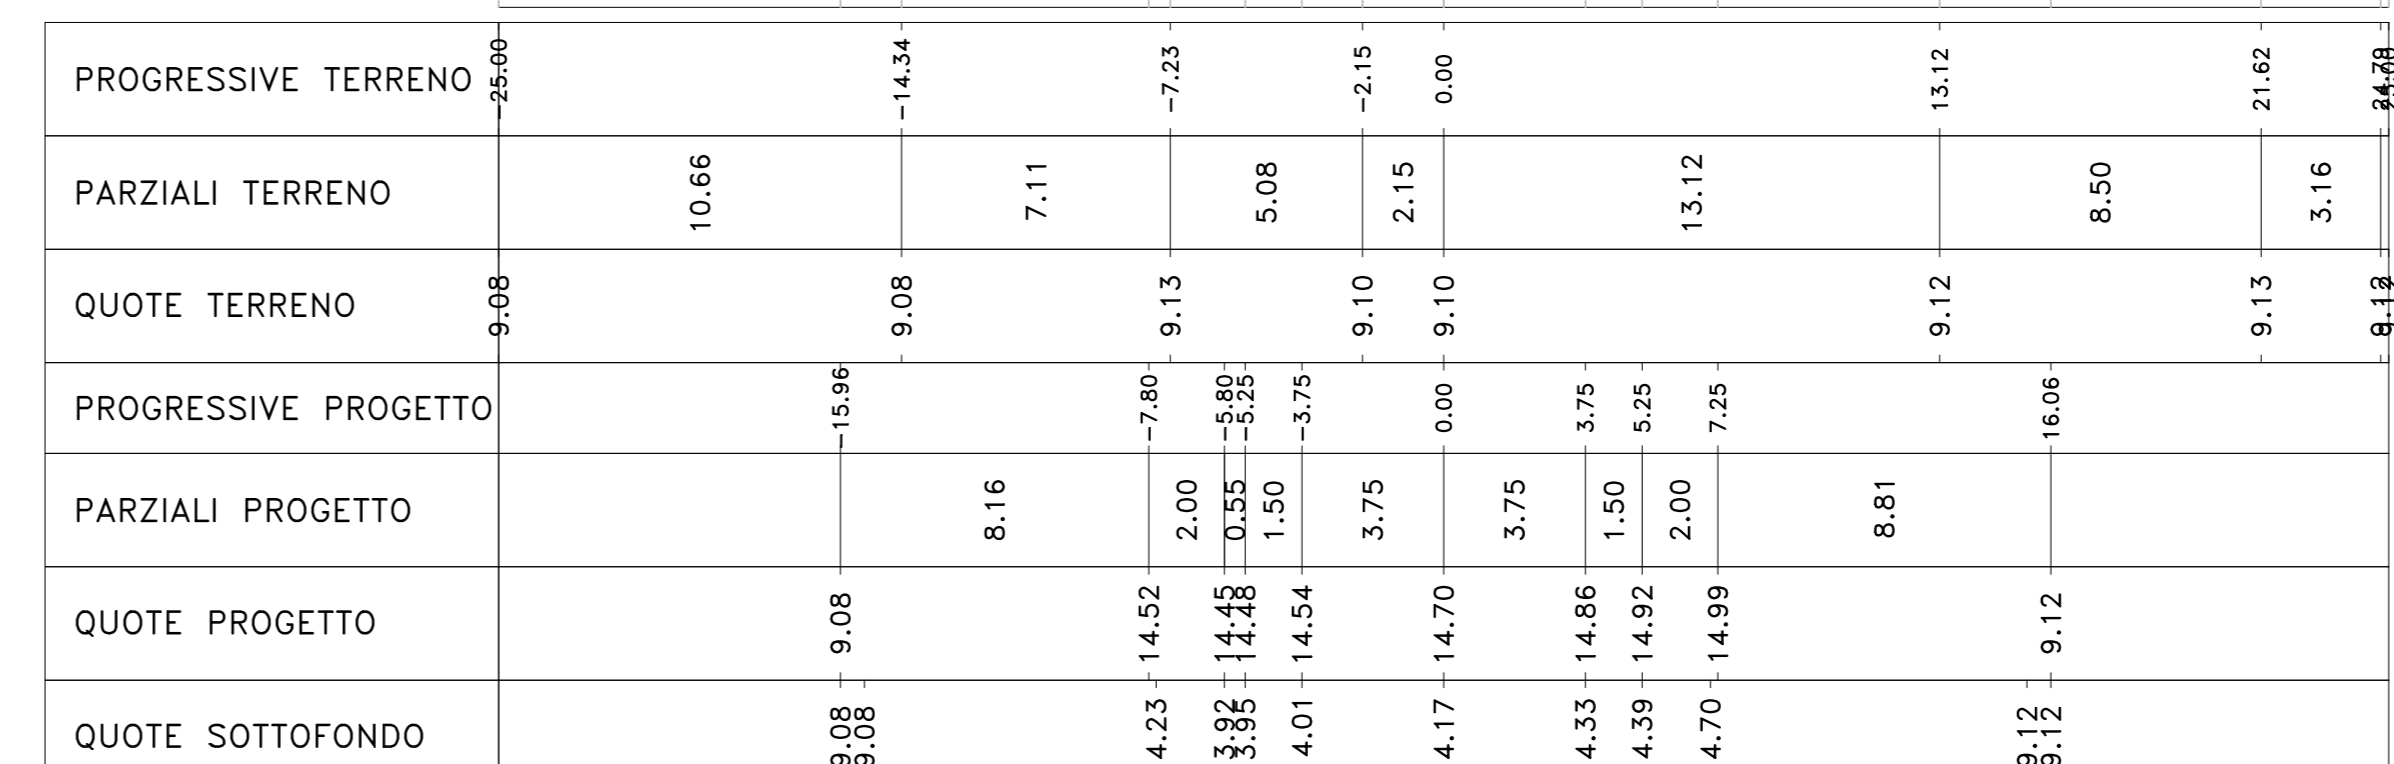 PROGRESSIVE TERRENO -25.00 -14.34 -7.23 -2.15 0.00 13.12 21.62 24.78
PARZIALI TERRENO 10.66 7.11 5.08 2.15 13.12 8.50 3.16
QUOTE TERRENO 9.08 9.08 9.13 9.10 9.10 9.12 9.13
PROGRESSIVE PROGETTO -15.96 -7.80 -5.80 -5.25 -3.75 0.00 3.75 5.25 7.25 16.06
PARZIALI PROGETTO 8.16 2.00 0.55 1.50 3.75 3.75 1.50 2.00 8.81
QUOTE PROGETTO 9.08 14.52 14.45 14.48 14.54 14.70 14.86 14.92 14.99 9.12
QUOTE SOTTOFONDO 9.08 9.08 4.23 3.92 3.95 4.01 4.17 4.33 4.39 4.70 9.12 9.12